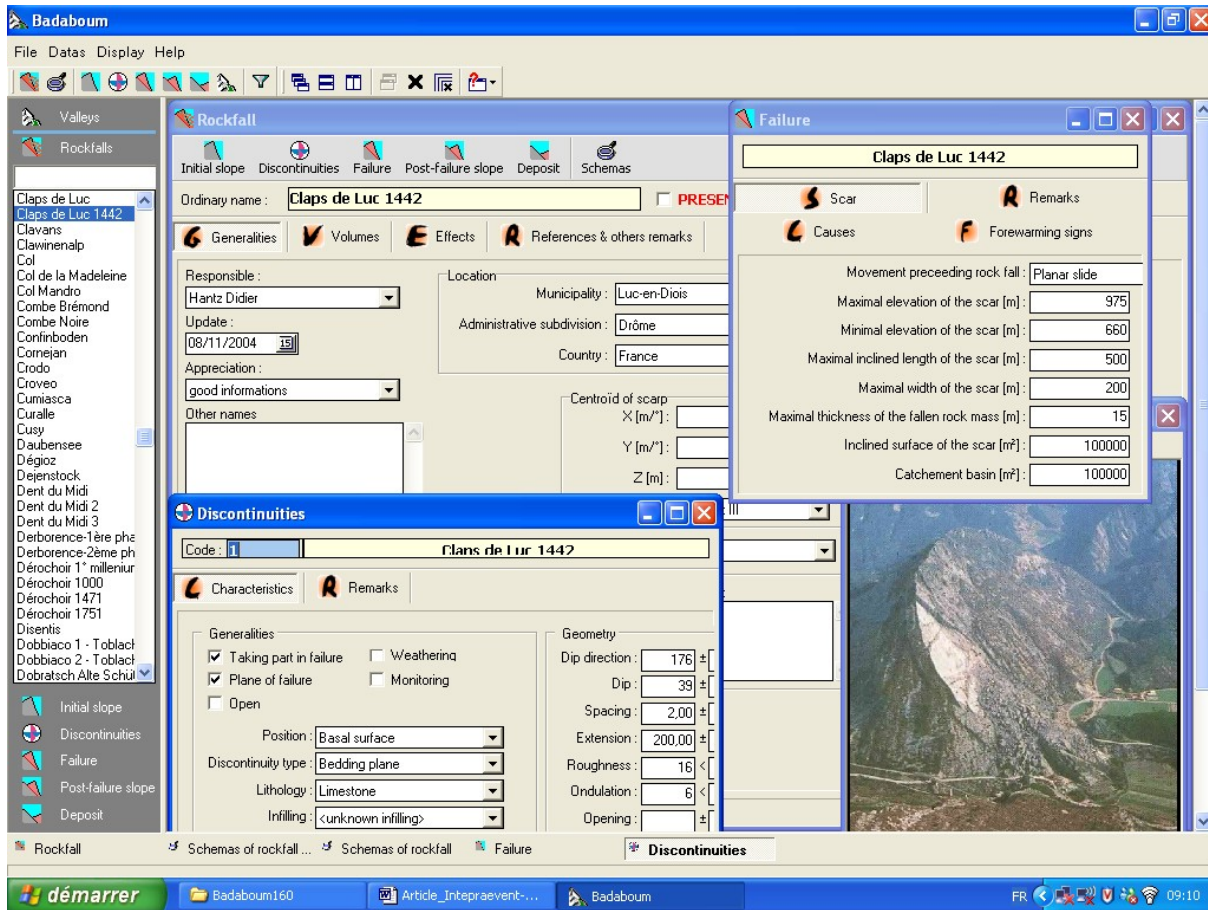 Badaboum
File Datas Display Help
Valleys
Rockfalls
Claps de Luc
Claps de Luc 1442
Clavans
Clawinenalp
Col
Col de la Madeleine
Col Mandro
Combe Brémond
Combe Noire
Confinboden
Cornejan
Crodo
Croveo
Cumiasca
Curalle
Cusy
Daubensee
Dégioz
Dejenstock
Dent du Midi
Dent du Midi 2
Dent du Midi 3
Derborence-1ère pha
Derborence-2ème ph
Dérochoir 1° milleniur
Dérochoir 1000
Dérochoir 1471
Dérochoir 1751
Disentis
Dobbiaco 1 - Toblach
Dobbiaco 2 - Toblach
Dobratsch Alte Schül
Initial slope
Discontinuities
Failure
Post-failure slope
Deposit
Rockfall
Initial slope Discontinuities Failure Post-failure slope Deposit Schemas
Ordinary name : Claps de Luc 1442 PRESEN
G Generalities V Volumes E Effects R References & others remarks
Responsible :
Hantz Didier
Update :
08/11/2004 15
Appreciation :
good informations
Other names
Location
Municipality : Luc-en-Diois
Administrative subdivision : Drôme
Country : France
Centroïd of scarp
X [m/°] :
Y [m/°] :
Z [m] :
III
Failure
Claps de Luc 1442
S Scar R Remarks
C Causes F Forewarming signs
Movement preceeding rock fall : Planar slide
Maximal elevation of the scar [m] : 975
Minimal elevation of the scar [m] : 660
Maximal inclined length of the scar [m] : 500
Maximal width of the scar [m] : 200
Maximal thickness of the fallen rock mass [m] : 15
Inclined surface of the scar [m²] : 100000
Catchement basin [m²] : 100000
Discontinuities
Code : 1 Claps de Luc 1442
C Characteristics R Remarks
Generalities
Taking part in failure Weathering
Plane of failure Monitoring
Open
Position : Basal surface
Discontinuity type : Bedding plane
Lithology : Limestone
Infilling : <unknown infilling>
Geometry
Dip direction : 176 ±
Dip : 39 ±
Spacing : 2,00 ±
Extension : 200,00 ±
Roughness : 16 <
Ondulation : 6 <
Opening : ±
Rockfall Schemas of rockfall ... Schemas of rockfall Failure Discontinuities
démarrer Badaboum160 Article_Intepraevent-... Badaboum FR 09:10